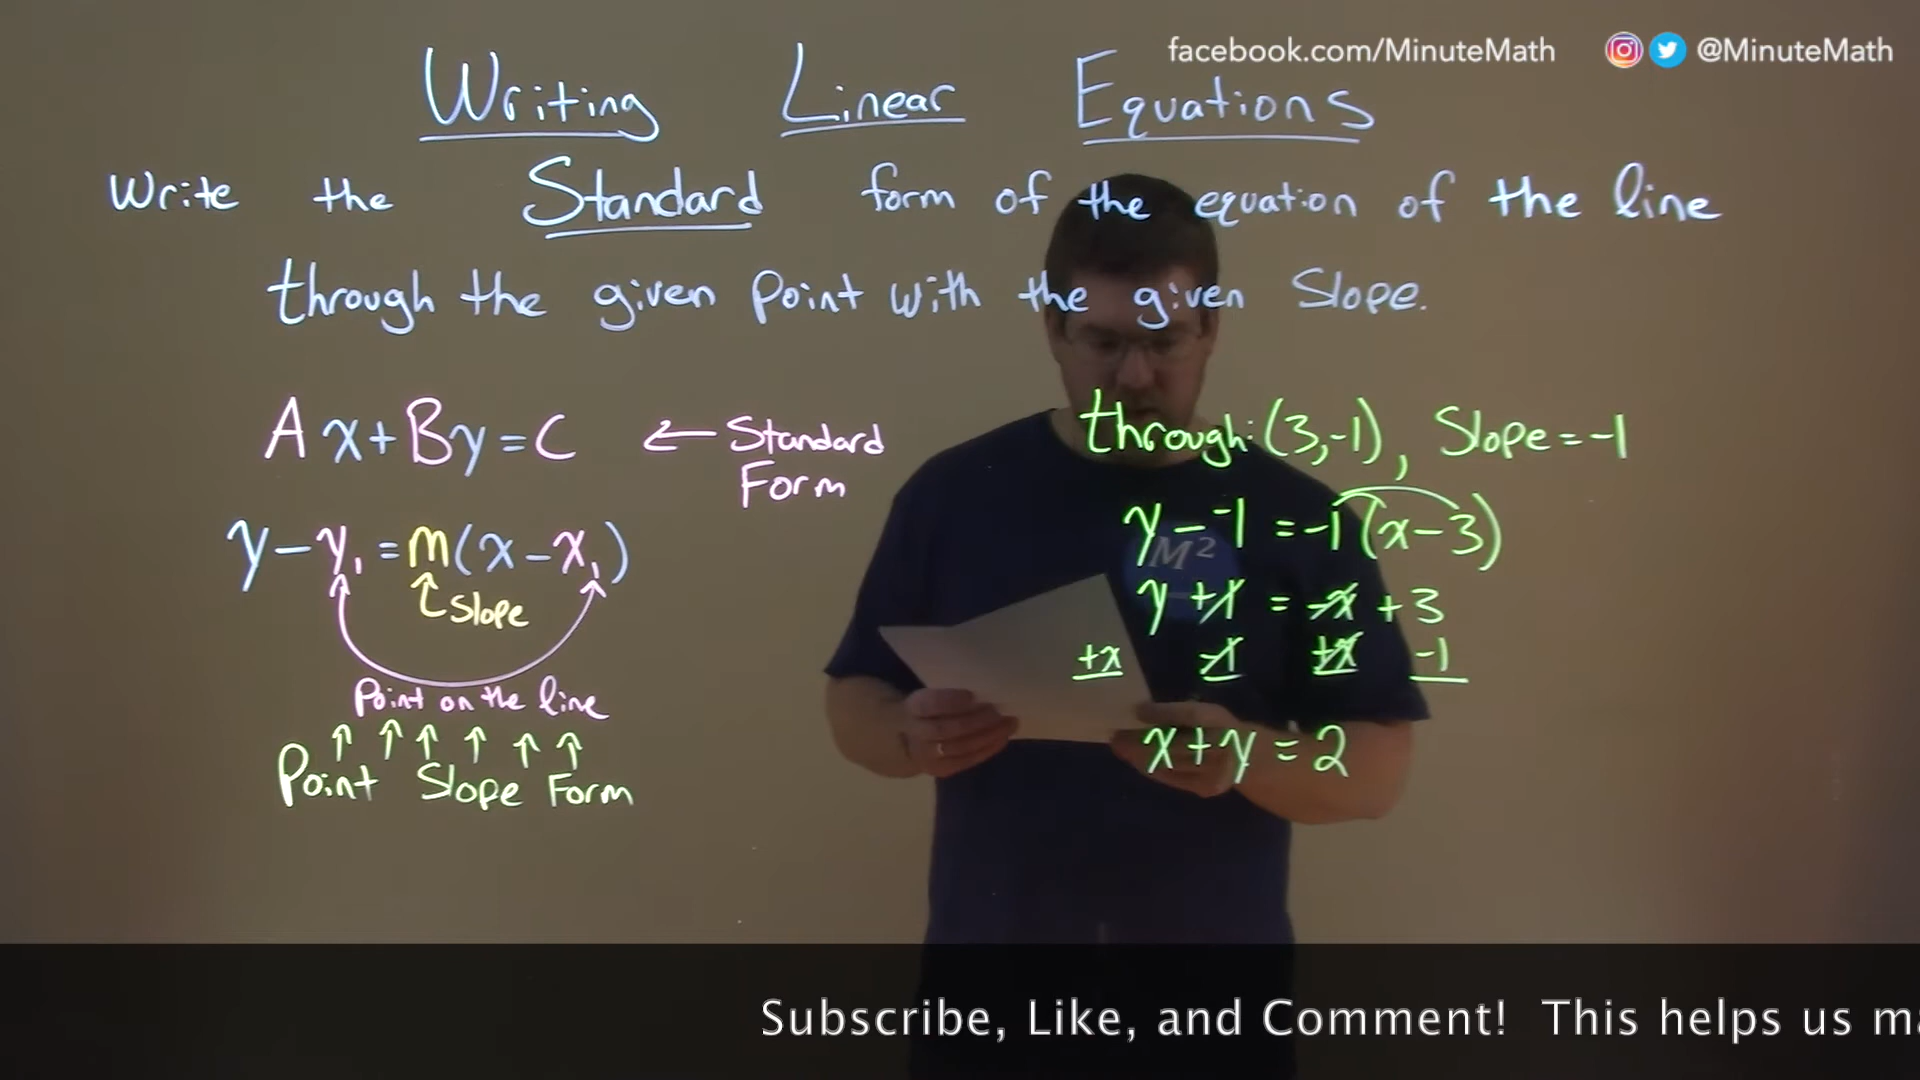 facebook.com/MinuteMath @MinuteMath
Writing Linear Equations
Write the Standard form of the equation of the line
through the given point with the given Slope.
Ax+By=C ← Standard Form
y-y₁=m(x-x₁)
↑ Slope
Point on the line
↑ ↑ ↑ ↑ ↑ ↑
Point Slope Form
through: (3,-1), Slope=-1
y--1=-1(x-3)
M²
y+1=-x+3
+x -1 +x -1
x+y=2
Subscribe, Like, and Comment! This helps us ma